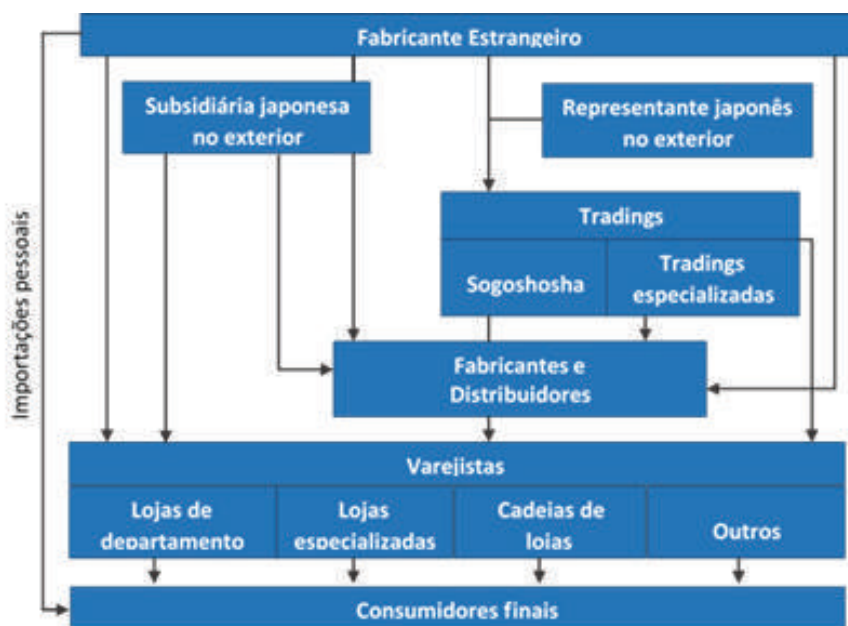 Fabricante Estrangeiro
Subsidiária japonesa
no exterior
Representante japonês
no exterior
Importações pessoais
Tradings
Sogoshosha
Tradings
especializadas
Fabricantes e
Distribuidores
Varejistas
Lojas de
departamento
Lojas
especializadas
Cadeias de
lojas
Outros
Consumidores finais